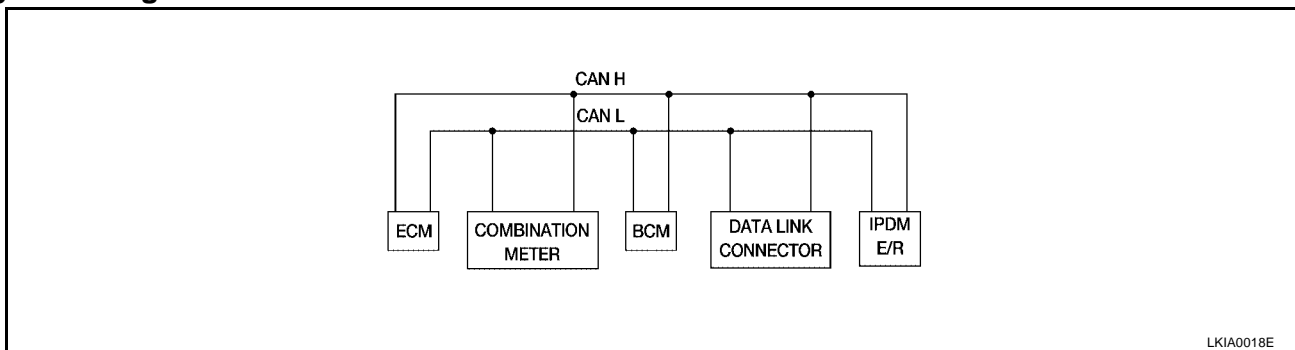 CAN H
CAN L
ECM
COMBINATION
METER
BCM
DATA LINK
CONNECTOR
IPDM
E/R
LKIA0018E